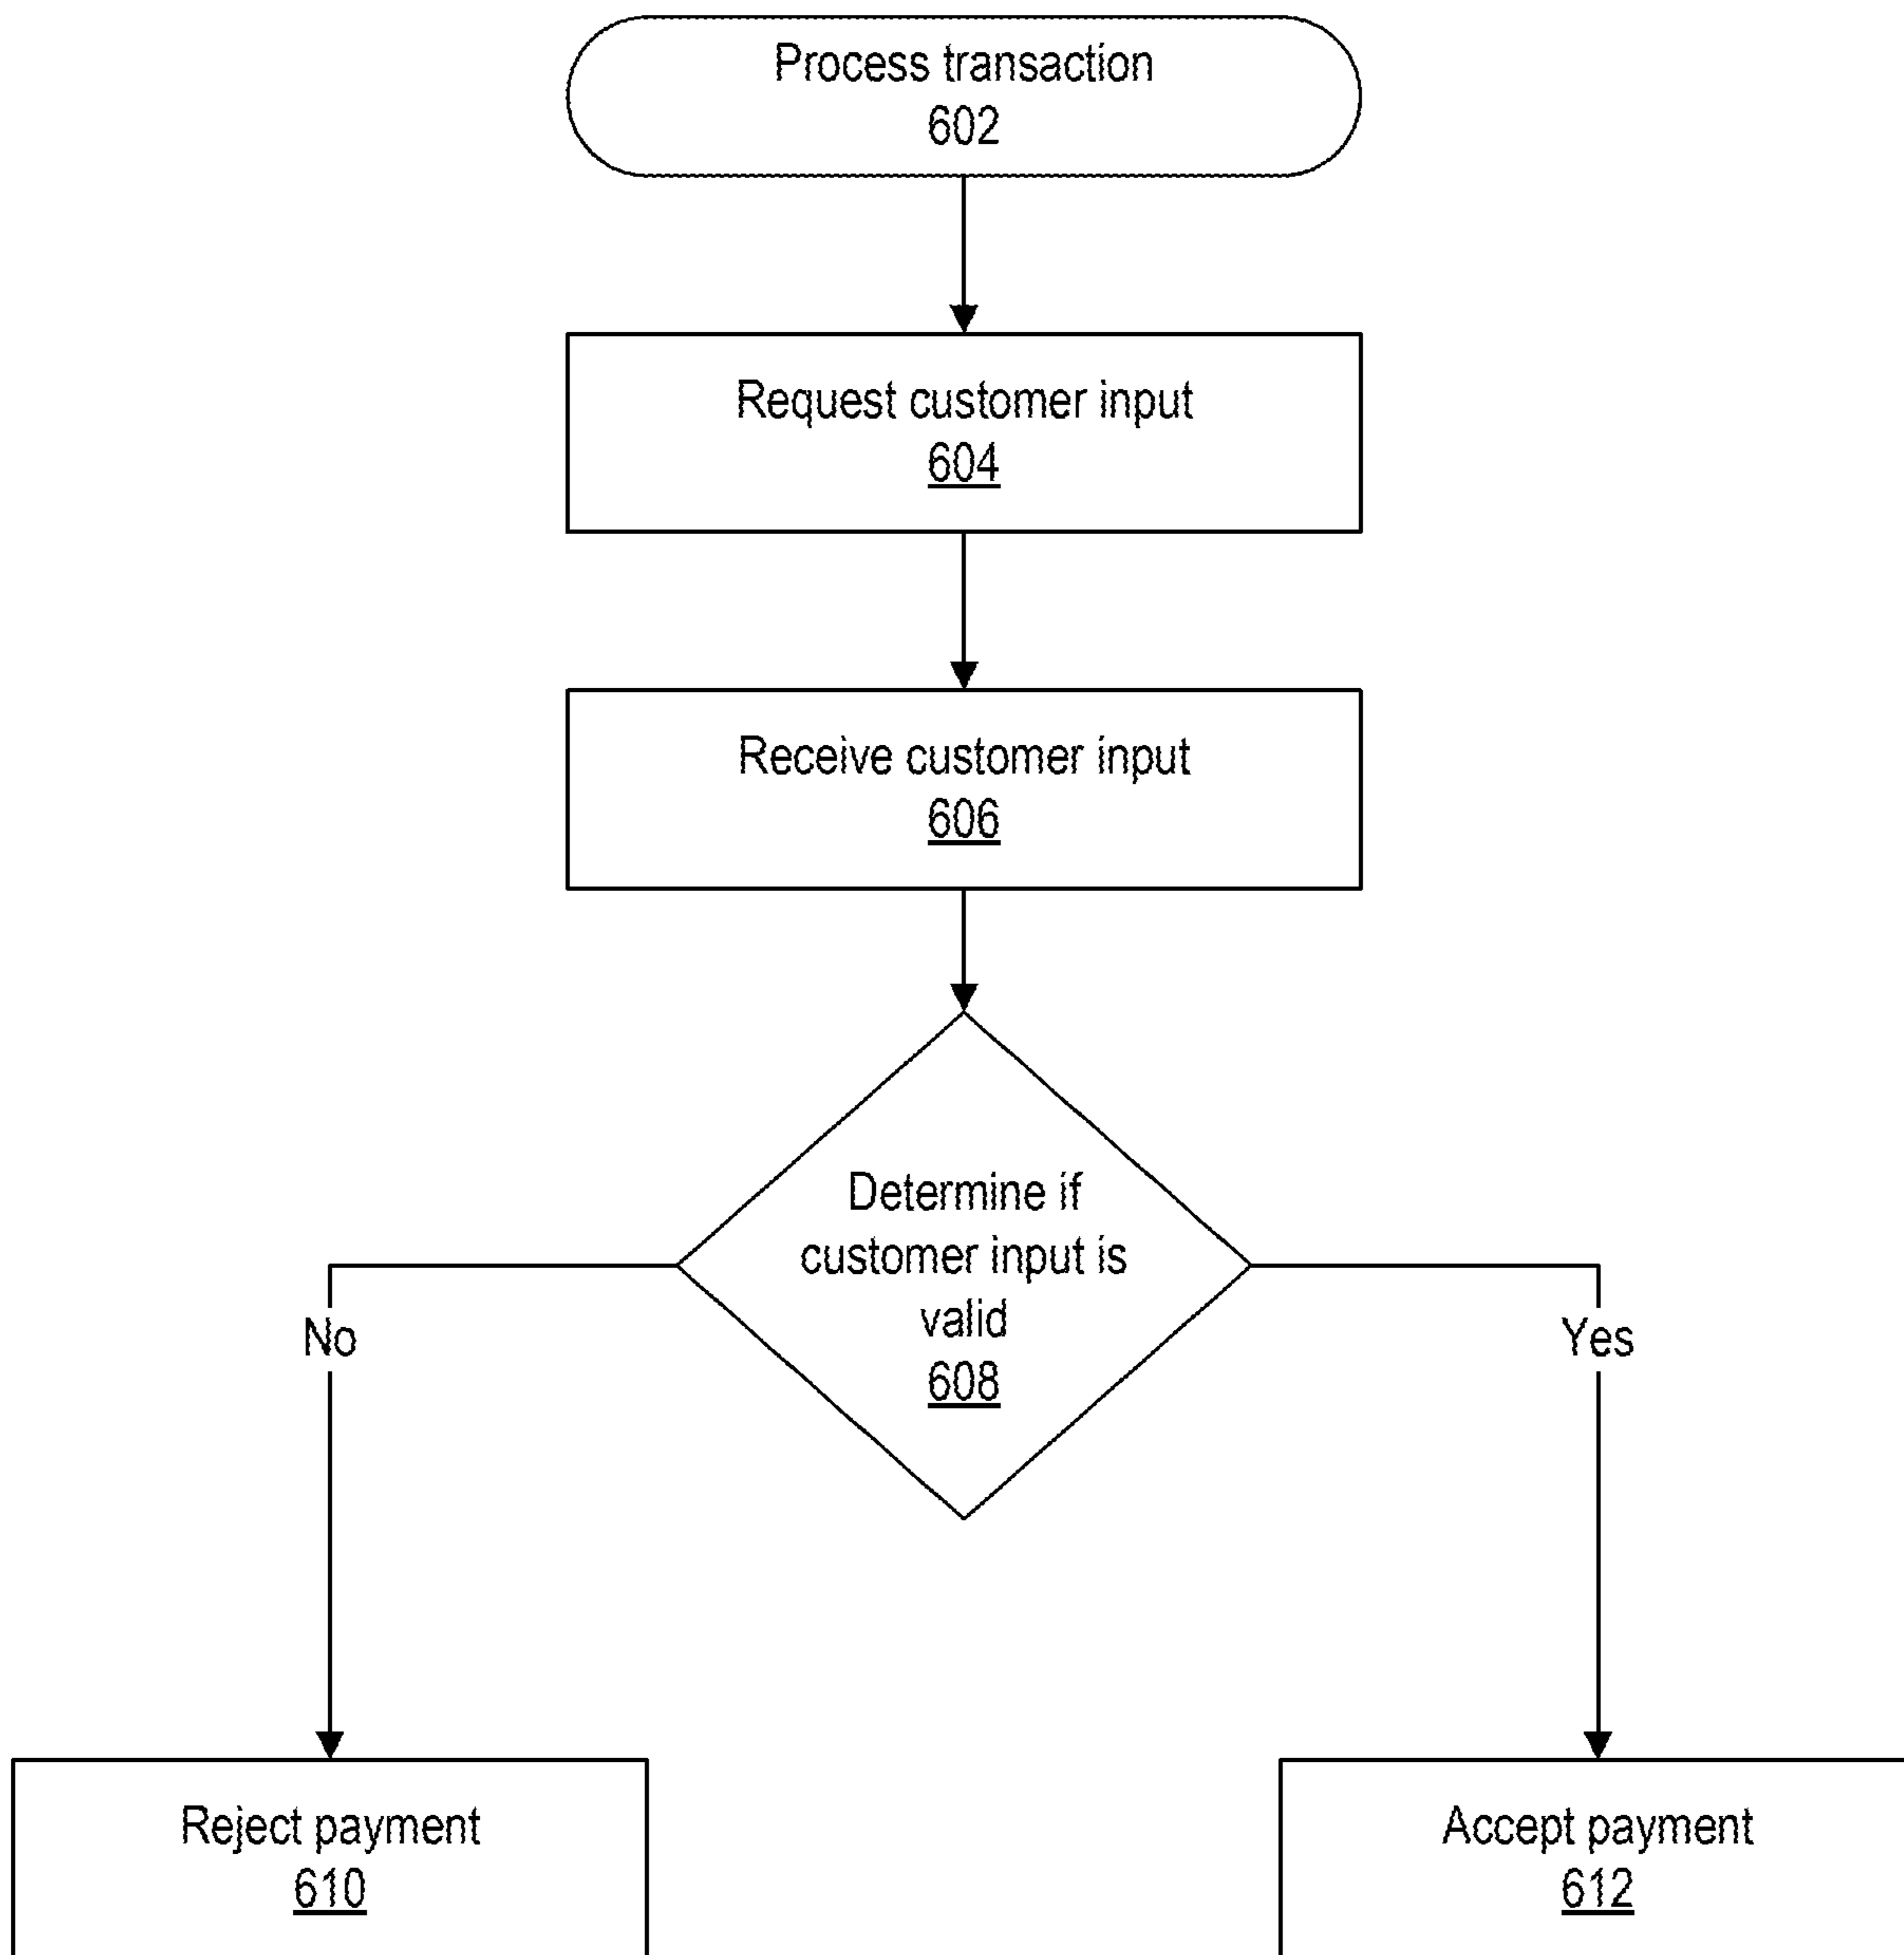 Process transaction
602
Request customer input
604
Receive customer input
606
Determine if
customer input is
valid
608
No
Yes
Reject payment
610
Accept payment
612